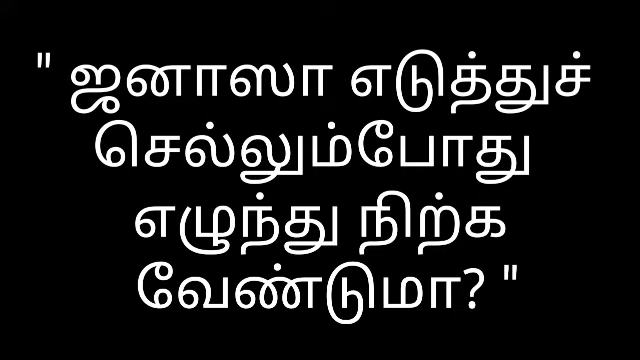 " ஜனாஸா எடுத்துச்
செல்லும்போது
எழுந்து நிற்க
வேண்டுமா? "